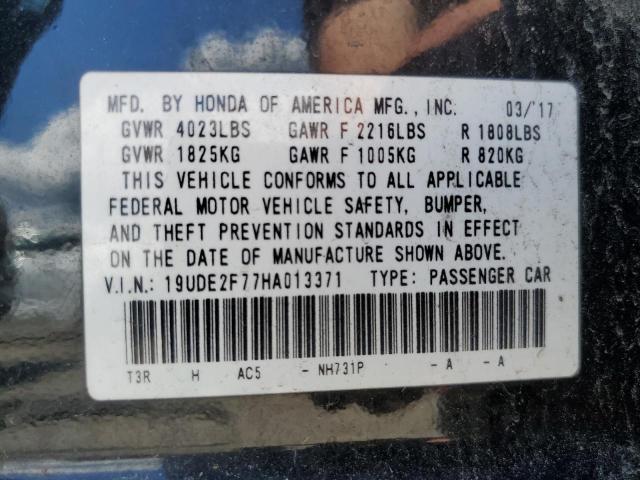 MFD. BY HONDA OF AMERICA MFG., INC. 03/'17
GVWR 4023LBS GAWR F 2216LBS R 1808LBS
GVWR 1825KG GAWR F 1005KG R 820KG
THIS VEHICLE CONFORMS TO ALL APPLICABLE
FEDERAL MOTOR VEHICLE SAFETY, BUMPER,
AND THEFT PREVENTION STANDARDS IN EFFECT
ON THE DATE OF MANUFACTURE SHOWN ABOVE.
V.I.N.: 19UDE2F77HA013371 TYPE: PASSENGER CAR
T3R H AC5 - NH731P - A - A